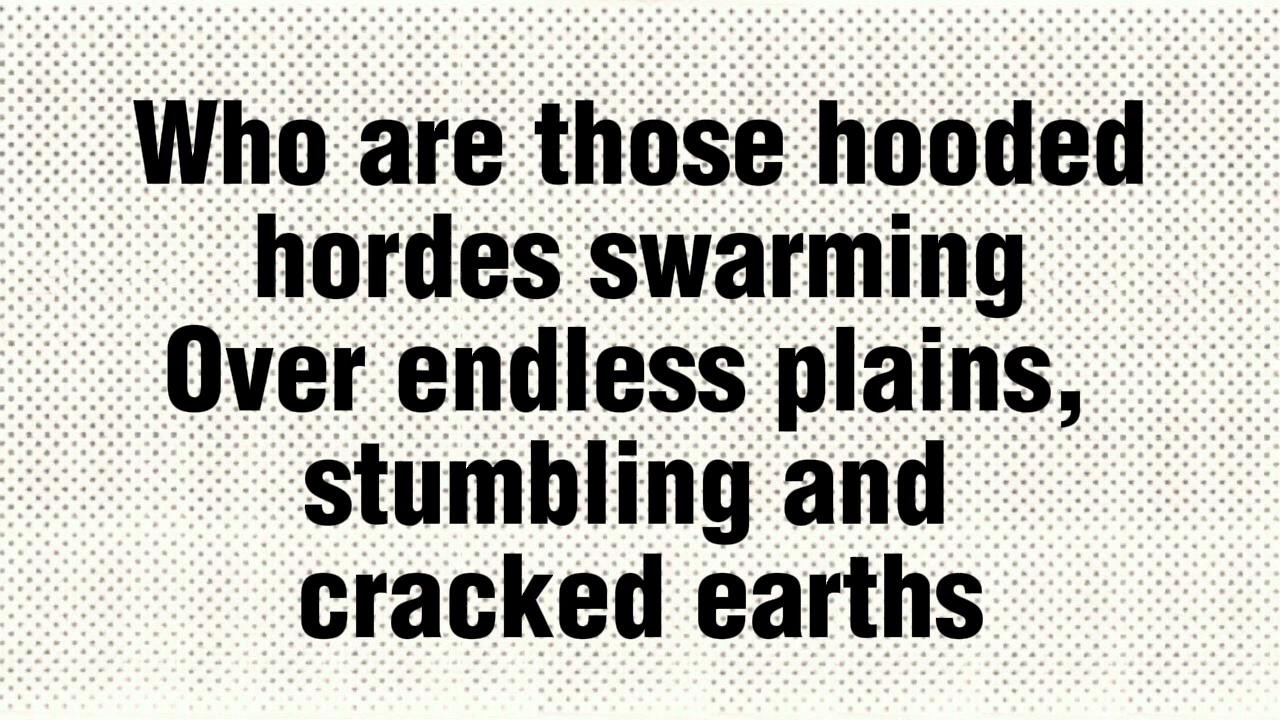 Who are those hooded
hordes swarming
Over endless plains,
stumbling and
cracked earths